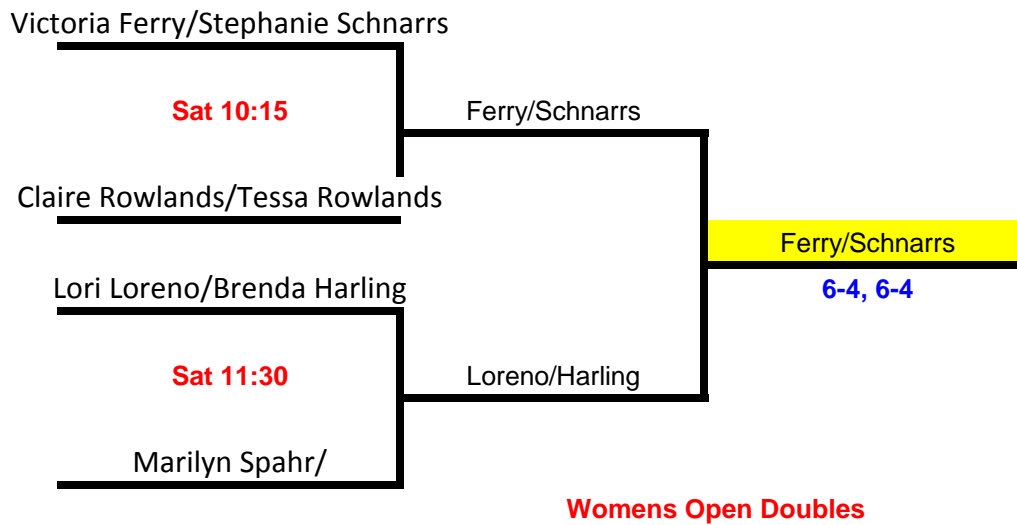 Victoria Ferry/Stephanie Schnarrs
Sat 10:15
Ferry/Schnarrs
Claire Rowlands/Tessa Rowlands
Ferry/Schnarrs
6-4, 6-4
Lori Loreno/Brenda Harling
Sat 11:30
Loreno/Harling
Marilyn Spahr/
Womens Open Doubles